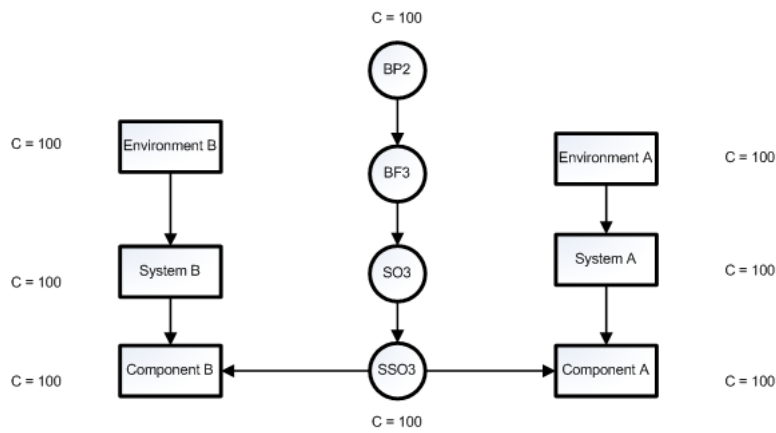 C = 100
BP2
C = 100
Environment B
BF3
Environment A
C = 100
C = 100
System B
SO3
System A
C = 100
C = 100
Component B
SSO3
Component A
C = 100
C = 100